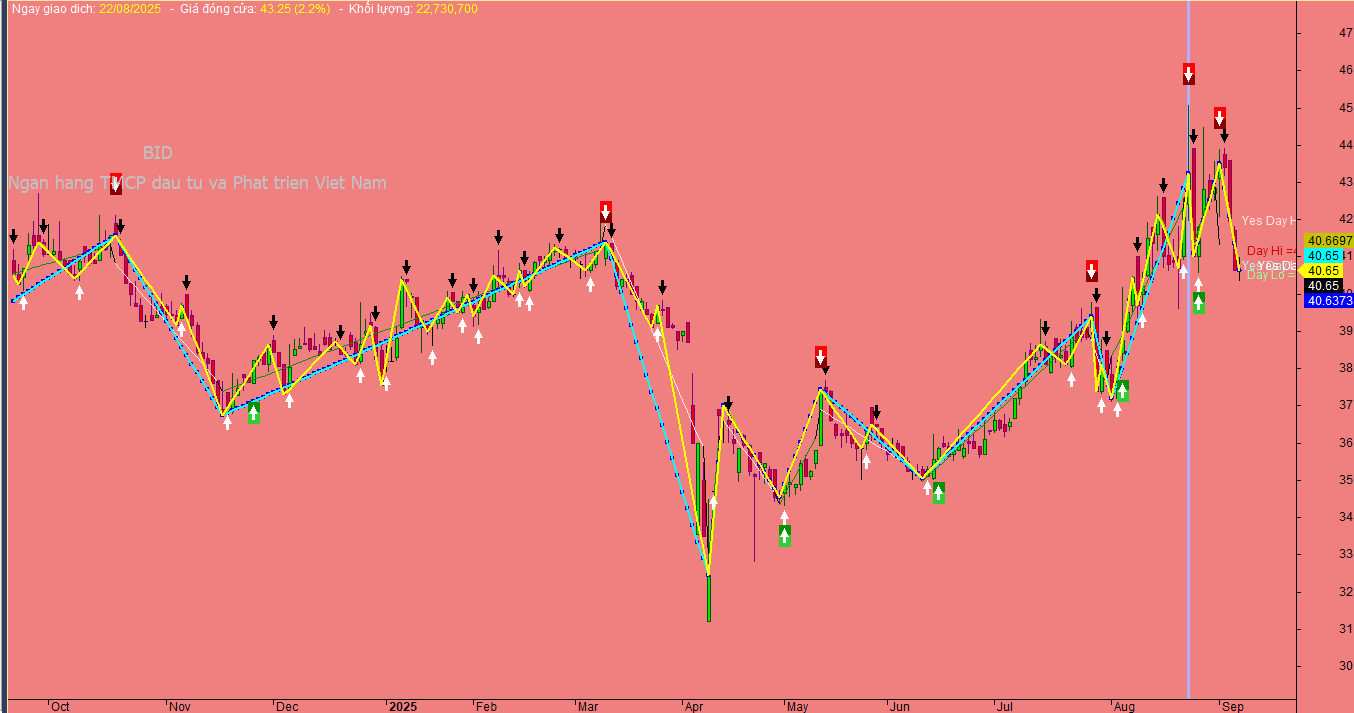 Ngay giao dich: 22/08/2025 - Giá đóng cửa: 43.25 (2.2%) - Khối lượng: 22,730,700
47
46
45
44
BID
Ngan hang TMCP dau tu va Phat trien Viet Nam
43
42
Yes Day H
40.6697
Day Hi =
41
40.65
Yes
40.65
Day Lo =
40.65
40.6373
39
38
37
36
35
34
33
32
31
30
Oct Nov Dec 2025 Feb Mar Apr May Jun Jul Aug Sep